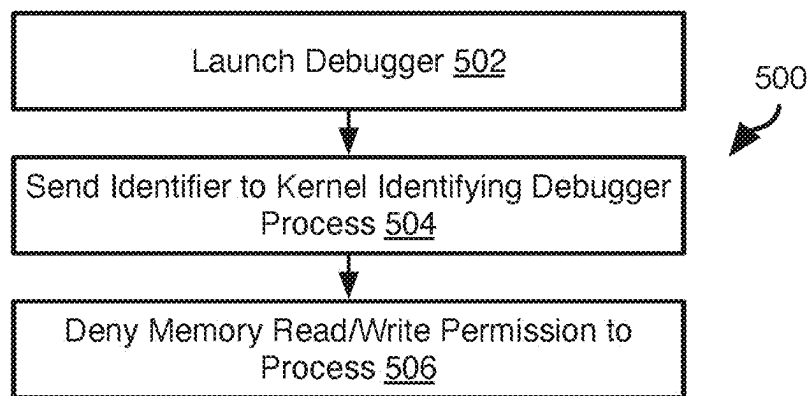 Launch Debugger 502
500
Send Identifier to Kernel Identifying Debugger
Process 504
Deny Memory Read/Write Permission to
Process 506